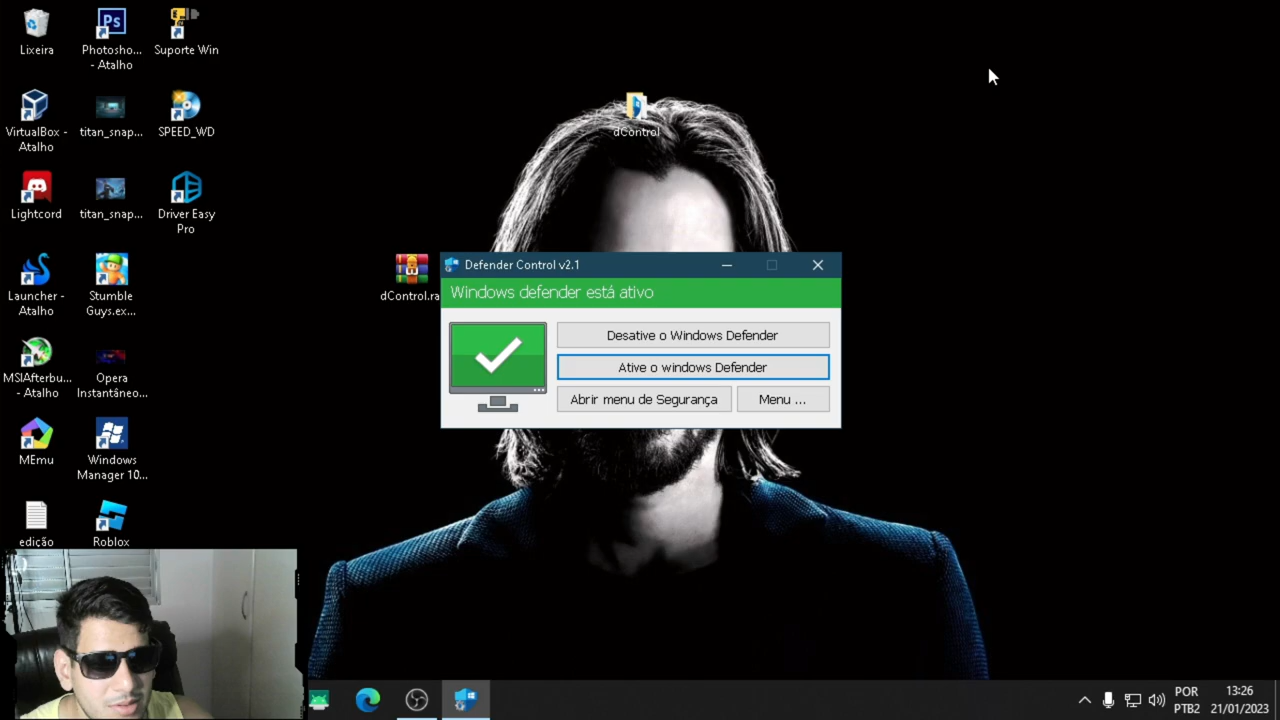 Lixeira
Photosho...
- Atalho
Suporte Win
VirtualBox -
Atalho
titan_snap...
SPEED_WD
Lightcord
titan_snap...
Driver Easy
Pro
Launcher -
Atalho
Stumble
Guys.ex...
MSIAfterbu...
- Atalho
Opera
Instantâneo...
MEmu
Windows
Manager 10...
edição
Roblox
dControl
dControl.ra
Defender Control v2.1
Windows defender está ativo
Desative o Windows Defender
Ative o windows Defender
Abrir menu de Segurança
Menu ...
POR
PTB2
13:26
21/01/2023